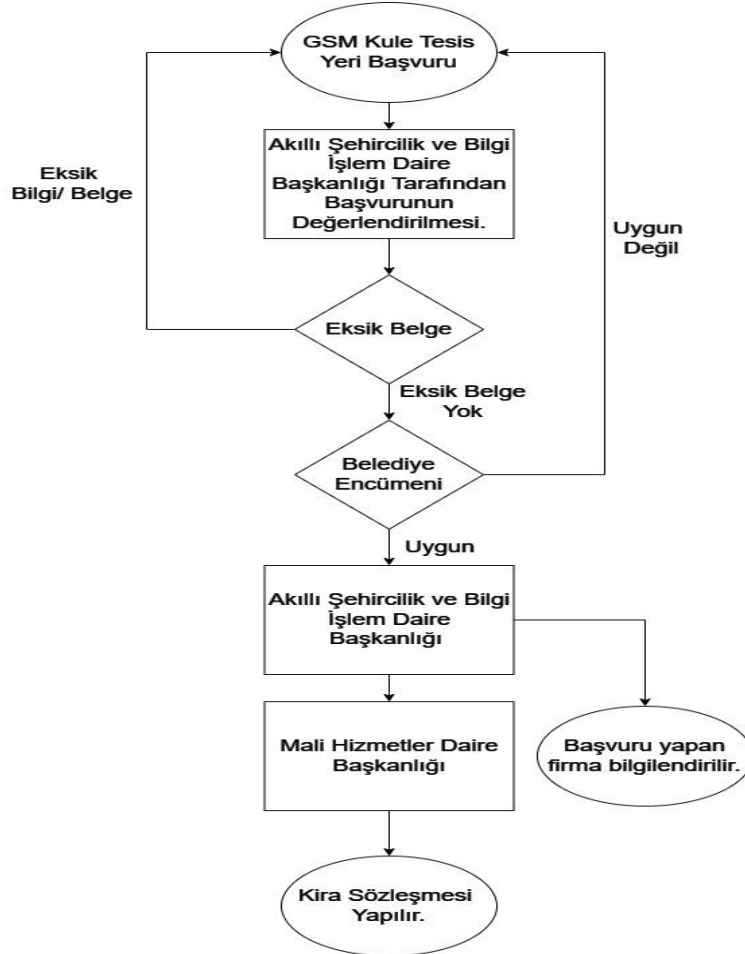 GSM Kule Tesis
Yeri Başvuru
Akıllı Şehircilik ve Bilgi
İşlem Daire
Başkanlığı Tarafından
Başvurunun
Değerlendirilmesi.
Eksik
Bilgi/ Belge
Uygun
Değil
Eksik Belge
Eksik Belge
Yok
Belediye
Encümeni
Uygun
Akıllı Şehircilik ve Bilgi
İşlem Daire
Başkanlığı
Mali Hizmetler Daire
Başkanlığı
Başvuru yapan
firma bilgilendirilir.
Kira Sözleşmesi
Yapılır.